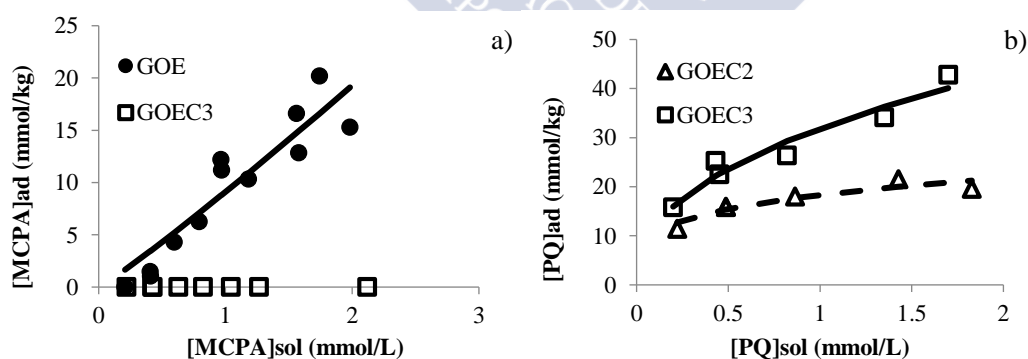 a)
25
20
15
10
5
0
[MCPA]ad (mmol/kg)
GOE
GOEC3
0 1 2 3
[MCPA]sol (mmol/L)
b)
50
40
30
20
10
0
[PQ]ad (mmol/kg)
GOEC2
GOEC3
0 0.5 1 1.5 2
[PQ]sol (mmol/L)